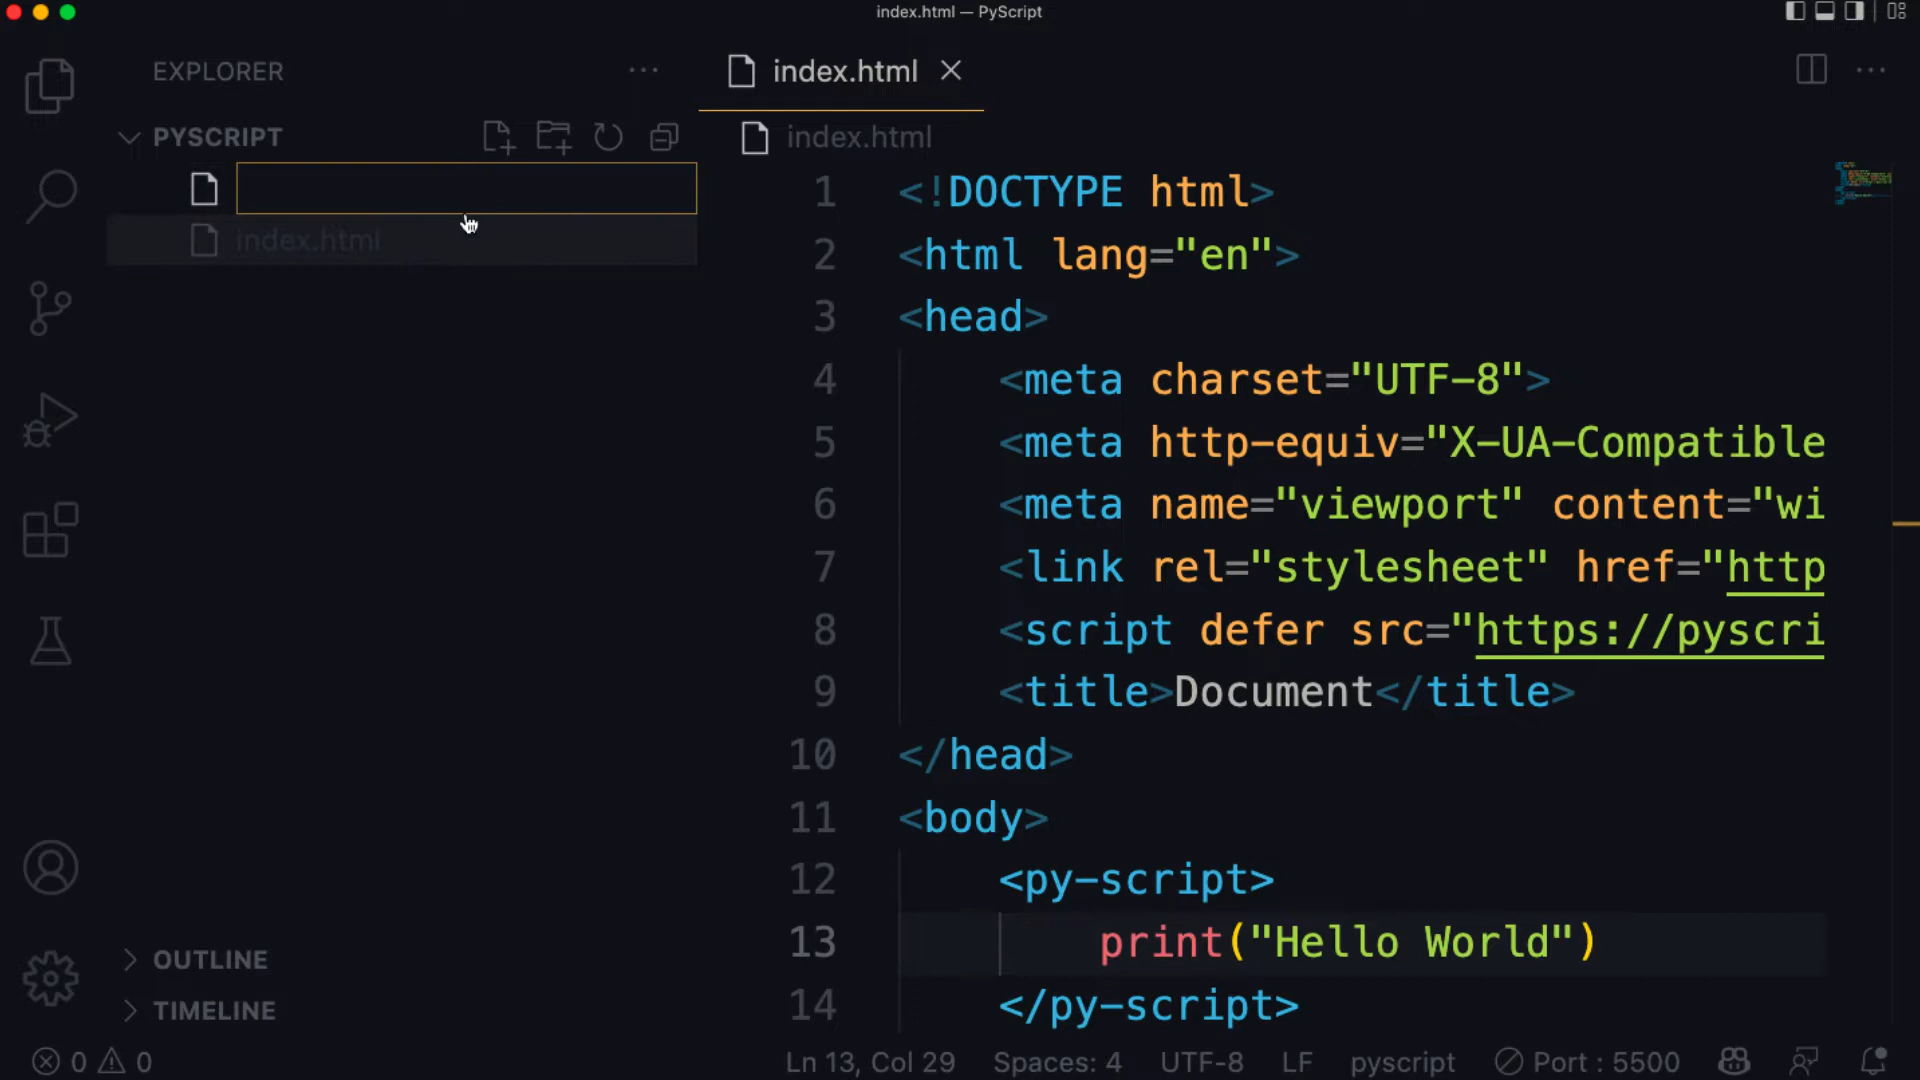 index.html — PyScript
EXPLORER
index.html
PYSCRIPT
index.html
index.html
1 <!DOCTYPE html>
2 <html lang="en">
3 <head>
4 <meta charset="UTF-8">
5 <meta http-equiv="X-UA-Compatible
6 <meta name="viewport" content="wi
7 <link rel="stylesheet" href="http
8 <script defer src="https://pyscri
9 <title>Document</title>
10 </head>
11 <body>
12 <py-script>
13 print("Hello World")
14 </py-script>
OUTLINE
TIMELINE
0 0
Ln 13, Col 29 Spaces: 4 UTF-8 LF pyscript Port : 5500